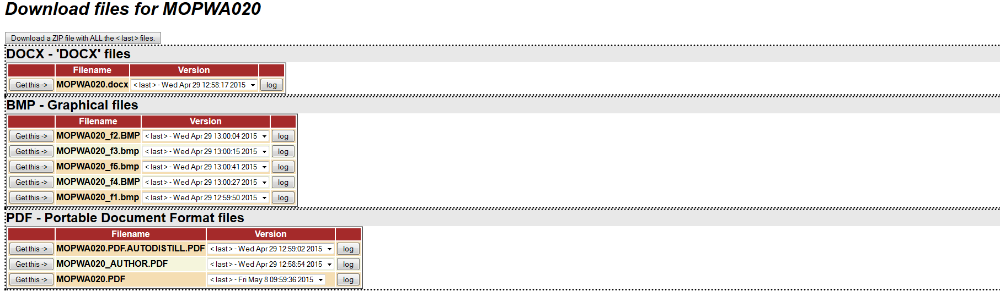 Download files for MOPWA020
Download a ZIP file with ALL the < last > files.
DOCX - 'DOCX' files
Filename Version
Get this -> MOPWA020.docx < last > - Wed Apr 29 12:58:17 2015 log
BMP - Graphical files
Filename Version
Get this -> MOPWA020_f2.BMP < last > - Wed Apr 29 13:00:04 2015 log
Get this -> MOPWA020_f3.bmp < last > - Wed Apr 29 13:00:15 2015 log
Get this -> MOPWA020_f5.bmp < last > - Wed Apr 29 13:00:41 2015 log
Get this -> MOPWA020_f4.BMP < last > - Wed Apr 29 13:00:27 2015 log
Get this -> MOPWA020_f1.bmp < last > - Wed Apr 29 12:59:50 2015 log
PDF - Portable Document Format files
Filename Version
Get this -> MOPWA020.PDF.AUTODISTILL.PDF < last > - Wed Apr 29 12:59:02 2015 log
Get this -> MOPWA020_AUTHOR.PDF < last > - Wed Apr 29 12:58:54 2015 log
Get this -> MOPWA020.PDF < last > - Fri May 8 09:59:36 2015 log